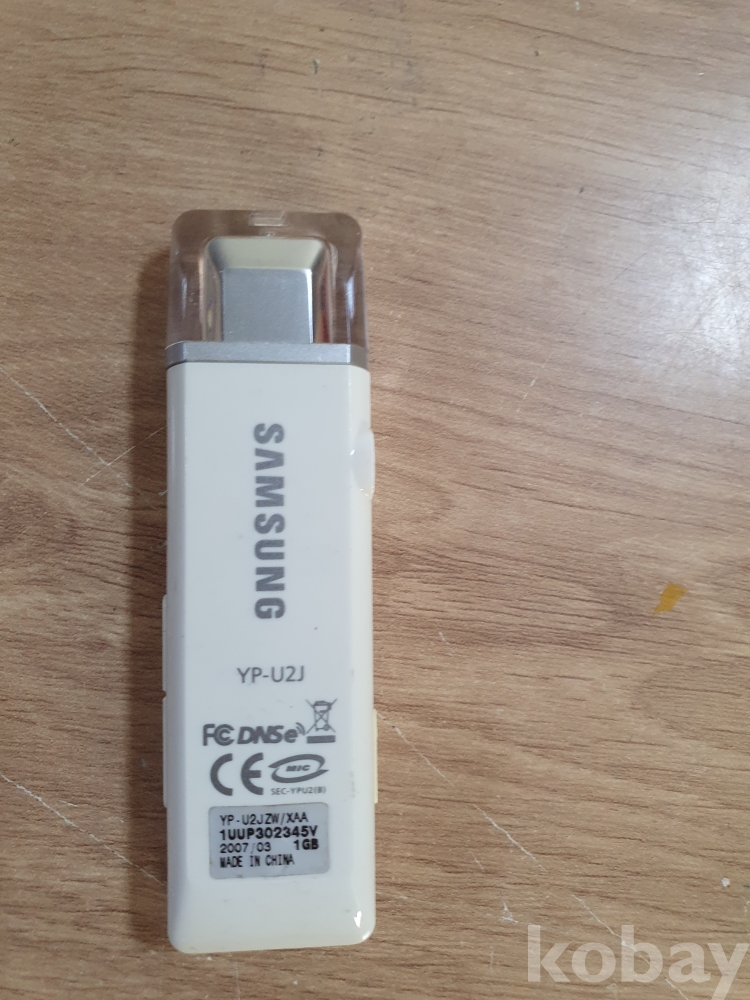 SAMSUNG
YP-U2J
FC DNSe
CE MIC
SEC-YPU2(B)
YP-U2JZW/XAA
1UUP302345V
2007/03 1GB
MADE IN CHINA
kobay